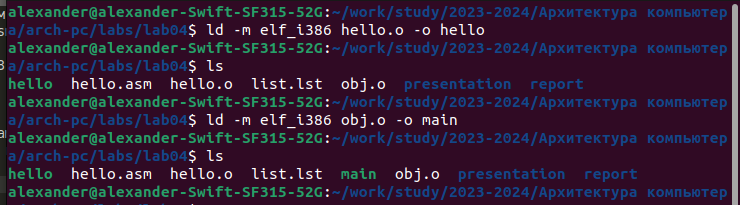 alexander@alexander-Swift-SF315-52G:~/work/study/2023-2024/Архитектура компьютер
а/arch-pc/labs/lab04$ ld -m elf_i386 hello.o -o hello
alexander@alexander-Swift-SF315-52G:~/work/study/2023-2024/Архитектура компьютер
а/arch-pc/labs/lab04$ ls
hello  hello.asm  hello.o  list.lst  obj.o  presentation  report
alexander@alexander-Swift-SF315-52G:~/work/study/2023-2024/Архитектура компьютер
а/arch-pc/labs/lab04$ ld -m elf_i386 obj.o -o main
alexander@alexander-Swift-SF315-52G:~/work/study/2023-2024/Архитектура компьютер
а/arch-pc/labs/lab04$ ls
hello  hello.asm  hello.o  list.lst  main  obj.o  presentation  report
alexander@alexander-Swift-SF315-52G:~/work/study/2023-2024/Архитектура компьютер